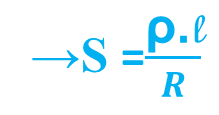 →S = ρ.ℓ / R